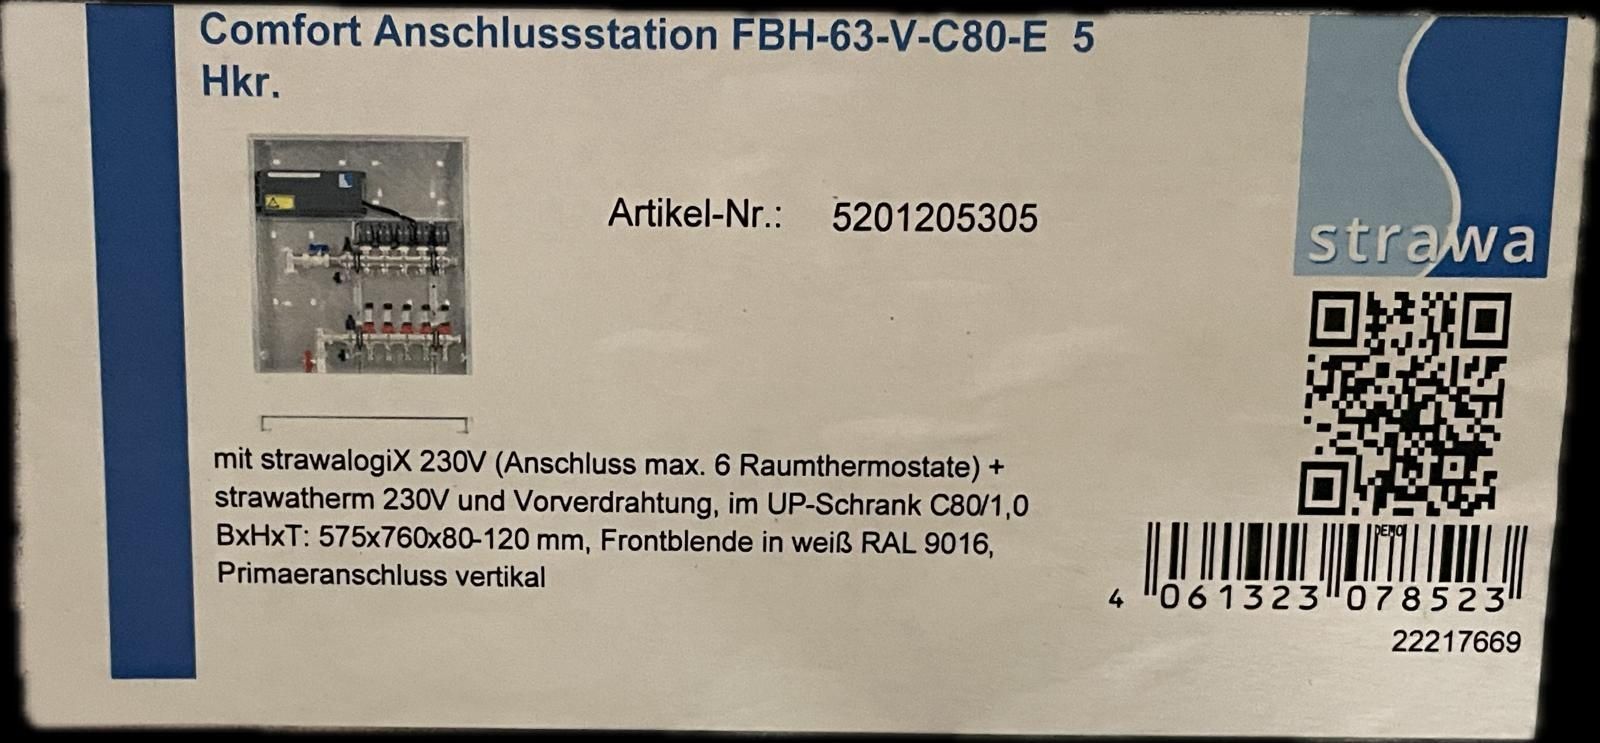 Comfort Anschlussstation FBH-63-V-C80-E 5
Hkr.
Artikel-Nr.: 5201205305
strawa
mit strawalogiX 230V (Anschluss max. 6 Raumthermostate) +
strawatherm 230V und Vorverdrahtung, im UP-Schrank C80/1,0
BxHxT: 575x760x80-120 mm, Frontblende in weiß RAL 9016,
Primaeranschluss vertikal
DEMO
4 061323 078523
22217669